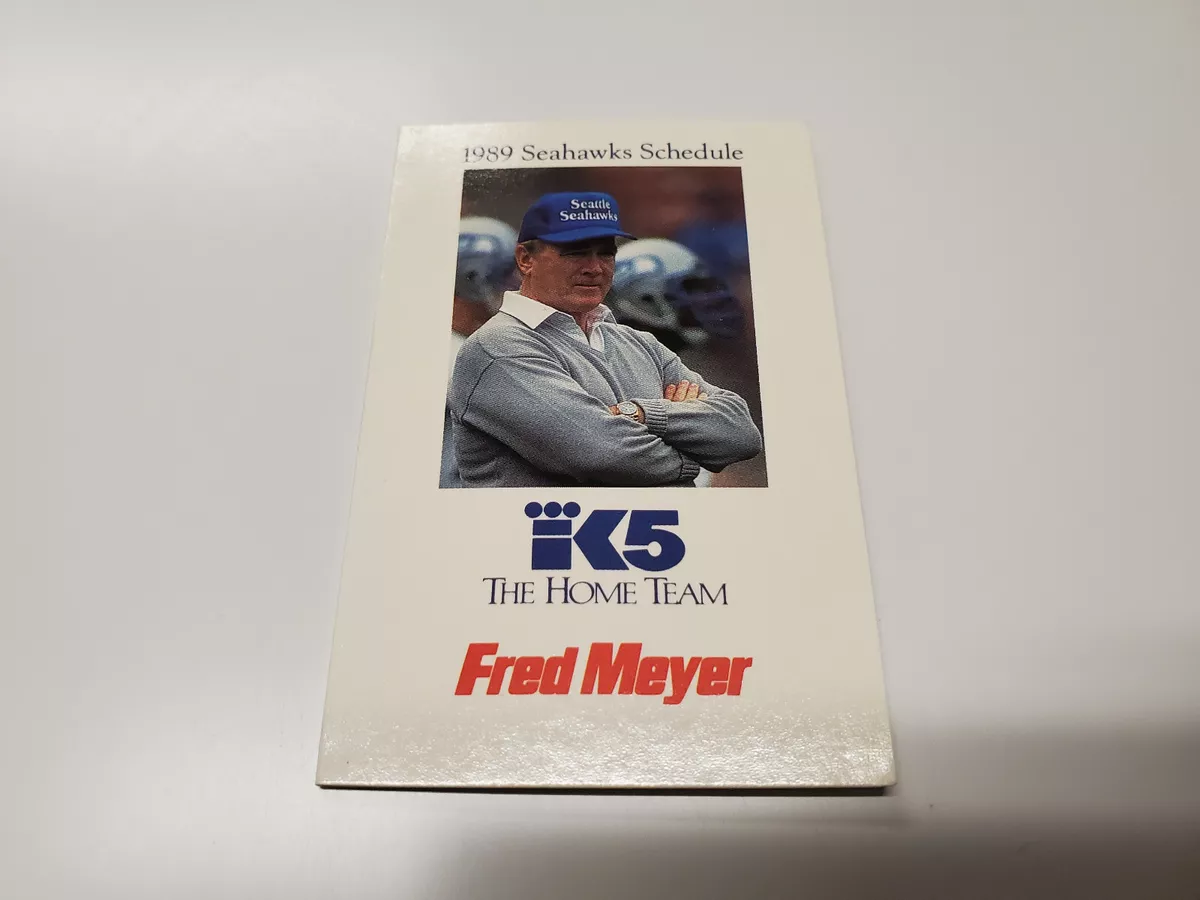 1989 Seahawks Schedule
Seattle
Seahawks
K5
THE HOME TEAM
Fred Meyer